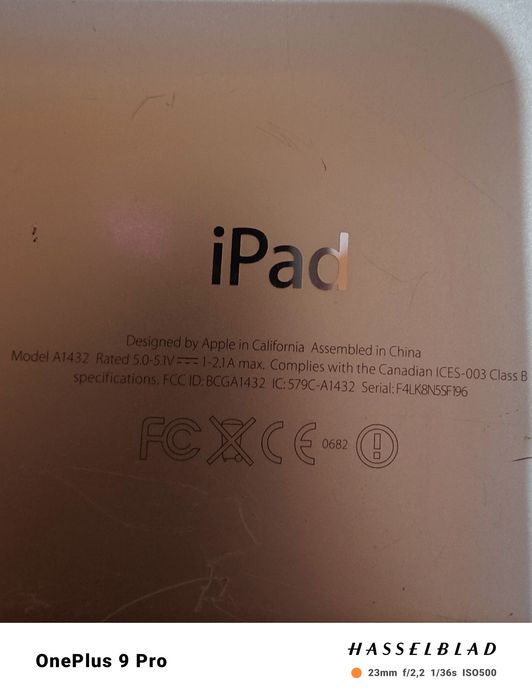 iPad
Designed by Apple in California Assembled in China
Model A1432 Rated 5.0-5.1V 1-2.1A max. Complies with the Canadian ICES-003 Class B
specifications. FCC ID: BCGA1432 IC: 579C-A1432 Serial: F4LK8N5SF196
FC CE 0682
OnePlus 9 Pro
HASSELBLAD
23mm f/2,2 1/36s ISO500